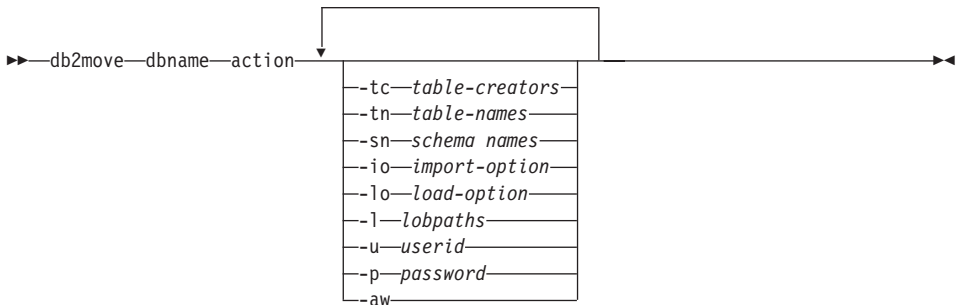 db2move dbname action
-tc table-creators
-tn table-names
-sn schema names
-io import-option
-lo load-option
-l lobpaths
-u userid
-p password
-aw